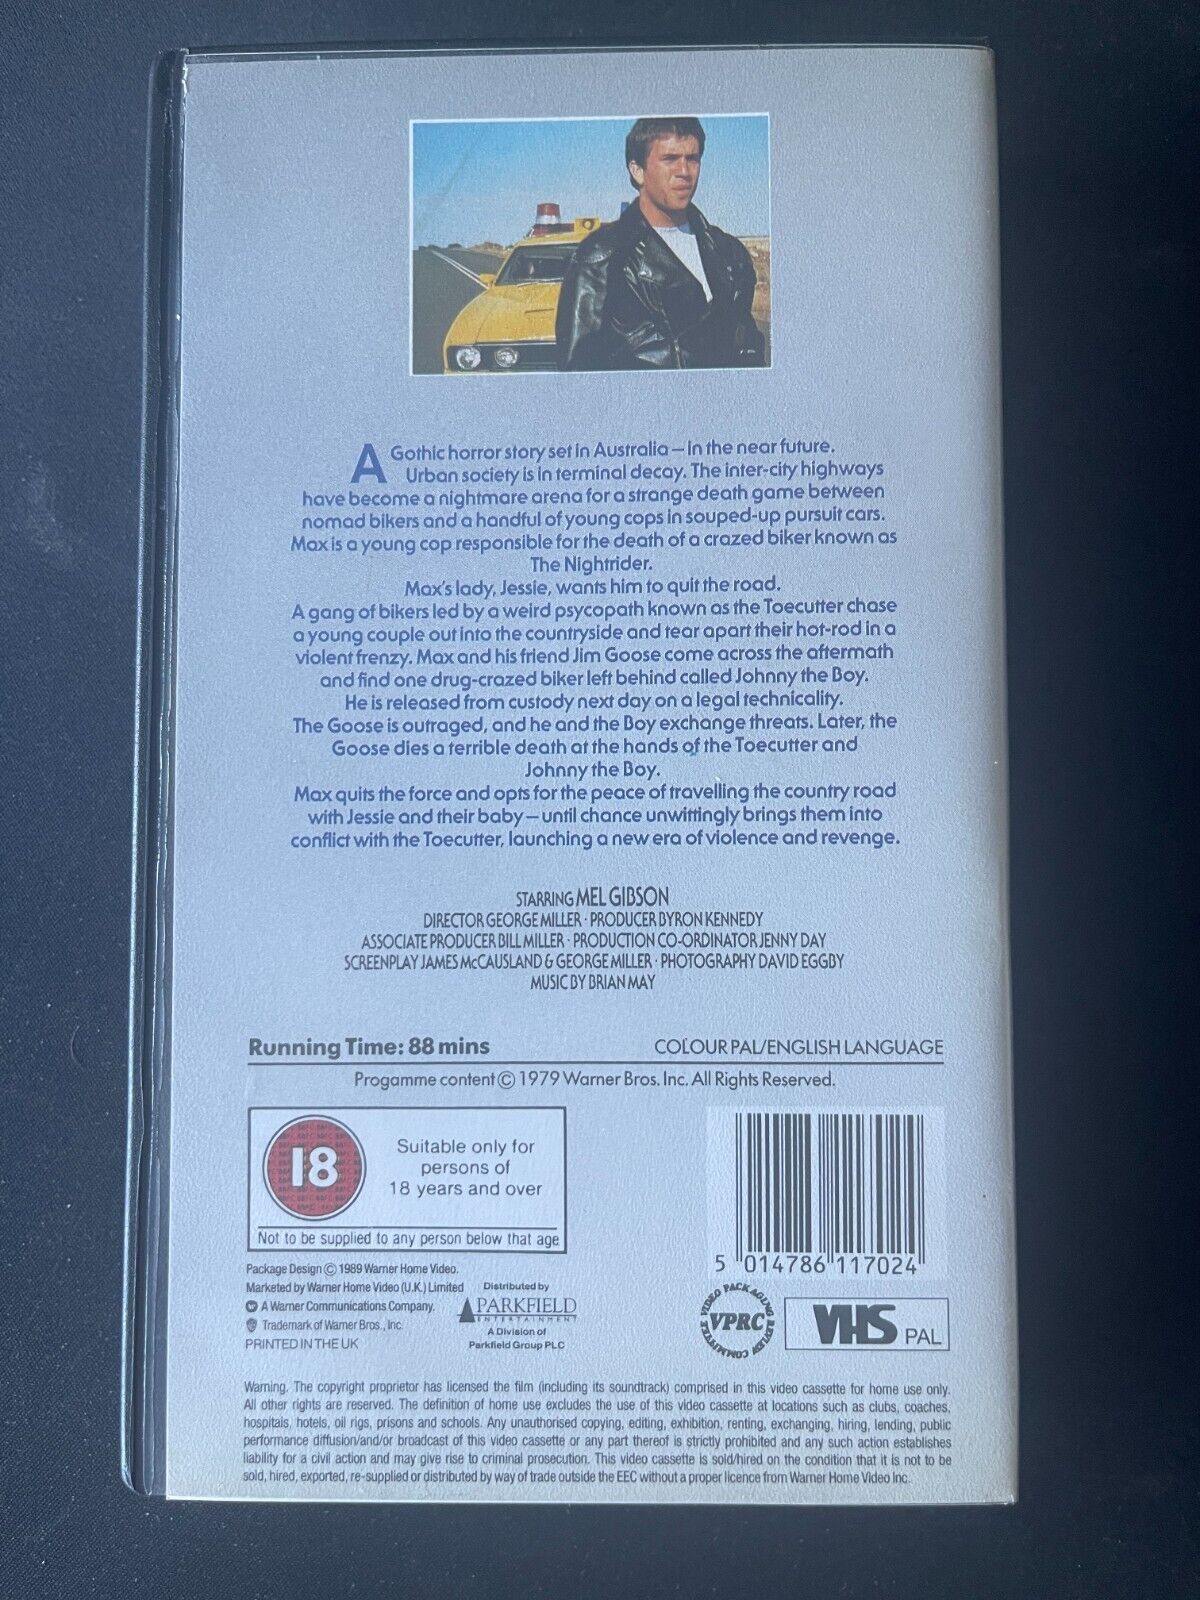 A Gothic horror story set in Australia – in the near future.
Urban society is in terminal decay. The inter-city highways
have become a nightmare arena for a strange death game between
nomad bikers and a handful of young cops in souped-up pursuit cars.
Max is a young cop responsible for the death of a crazed biker known as
The Nightrider.
Max's lady, Jessie, wants him to quit the road.
A gang of bikers led by a weird psycopath known as the Toecutter chase
a young couple out into the countryside and tear apart their hot-rod in a
violent frenzy. Max and his friend Jim Goose come across the aftermath
and find one drug-crazed biker left behind called Johnny the Boy.
He is released from custody next day on a legal technicality.
The Goose is outraged, and he and the Boy exchange threats. Later, the
Goose dies a terrible death at the hands of the Toecutter and
Johnny the Boy.
Max quits the force and opts for the peace of travelling the country road
with Jessie and their baby – until chance unwittingly brings them into
conflict with the Toecutter, launching a new era of violence and revenge.
STARRING MEL GIBSON
DIRECTOR GEORGE MILLER · PRODUCER BYRON KENNEDY
ASSOCIATE PRODUCER BILL MILLER · PRODUCTION CO-ORDINATOR JENNY DAY
SCREENPLAY JAMES McCAUSLAND & GEORGE MILLER · PHOTOGRAPHY DAVID EGGBY
MUSIC BY BRIAN MAY
Running Time: 88 mins COLOUR PAL/ENGLISH LANGUAGE
Progamme content © 1979 Warner Bros. Inc. All Rights Reserved.
18
Suitable only for
persons of
18 years and over
Not to be supplied to any person below that age
5 014786 117024
Package Design © 1989 Warner Home Video.
Marketed by Warner Home Video (U.K.) Limited
A Warner Communications Company.
Trademark of Warner Bros., Inc.
PRINTED IN THE UK
Distributed by
PARKFIELD
ENTERTAINMENT
A Division of
Parkfield Group PLC
VIDEO PACKAGING REVIEW COMMITTEE
VPRC
VHS PAL
Warning. The copyright proprietor has licensed the film (including its soundtrack) comprised in this video cassette for home use only.
All other rights are reserved. The definition of home use excludes the use of this video cassette at locations such as clubs, coaches,
hospitals, hotels, oil rigs, prisons and schools. Any unauthorised copying, editing, exhibition, renting, exchanging, hiring, lending, public
performance diffusion/and/or broadcast of this video cassette or any part thereof is strictly prohibited and any such action establishes
liability for a civil action and may give rise to criminal prosecution. This video cassette is sold/hired on the condition that it is not to be
sold, hired, exported, re-supplied or distributed by way of trade outside the EEC without a proper licence from Warner Home Video Inc.